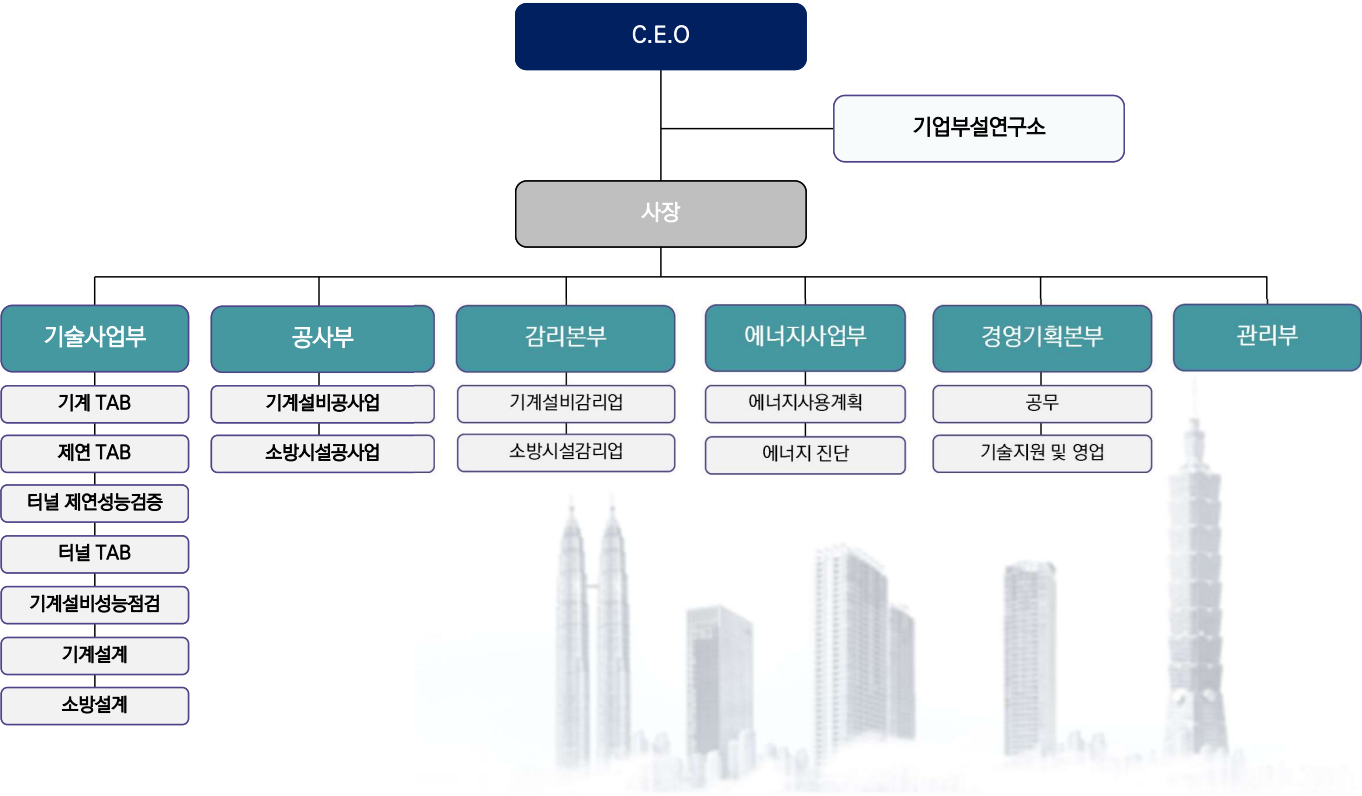 C.E.O
기업부설연구소
사장
기술사업부
공사부
감리본부
에너지사업부
경영기획본부
관리부
기계 TAB
기계설비공사업
기계설비감리업
에너지사용계획
공무
제연 TAB
소방시설공사업
소방시설감리업
에너지 진단
기술지원 및 영업
터널 제연성능검증
터널 TAB
기계설비성능점검
기계설계
소방설계